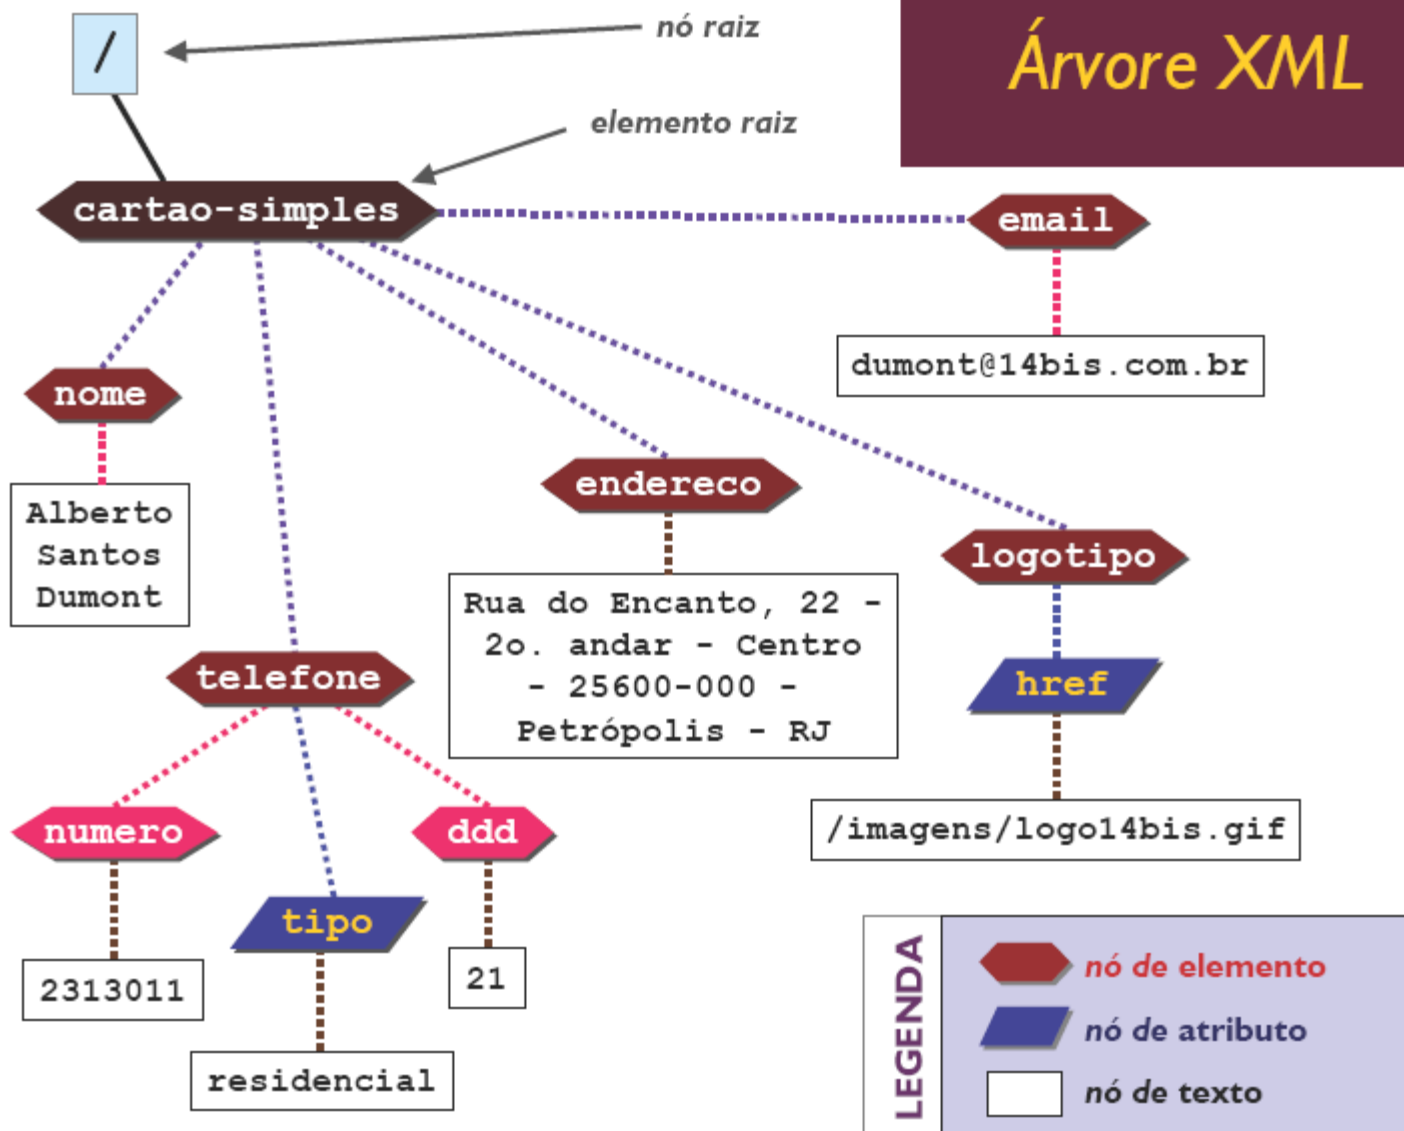 /
nó raiz
Árvore XML
elemento raiz
cartao-simples
email
dumont@14bis.com.br
nome
Alberto
Santos
Dumont
endereco
Rua do Encanto, 22 -
2o. andar - Centro
- 25600-000 -
Petrópolis - RJ
logotipo
href
/imagens/logo14bis.gif
telefone
numero
ddd
tipo
2313011
21
residencial
LEGENDA
nó de elemento
nó de atributo
nó de texto